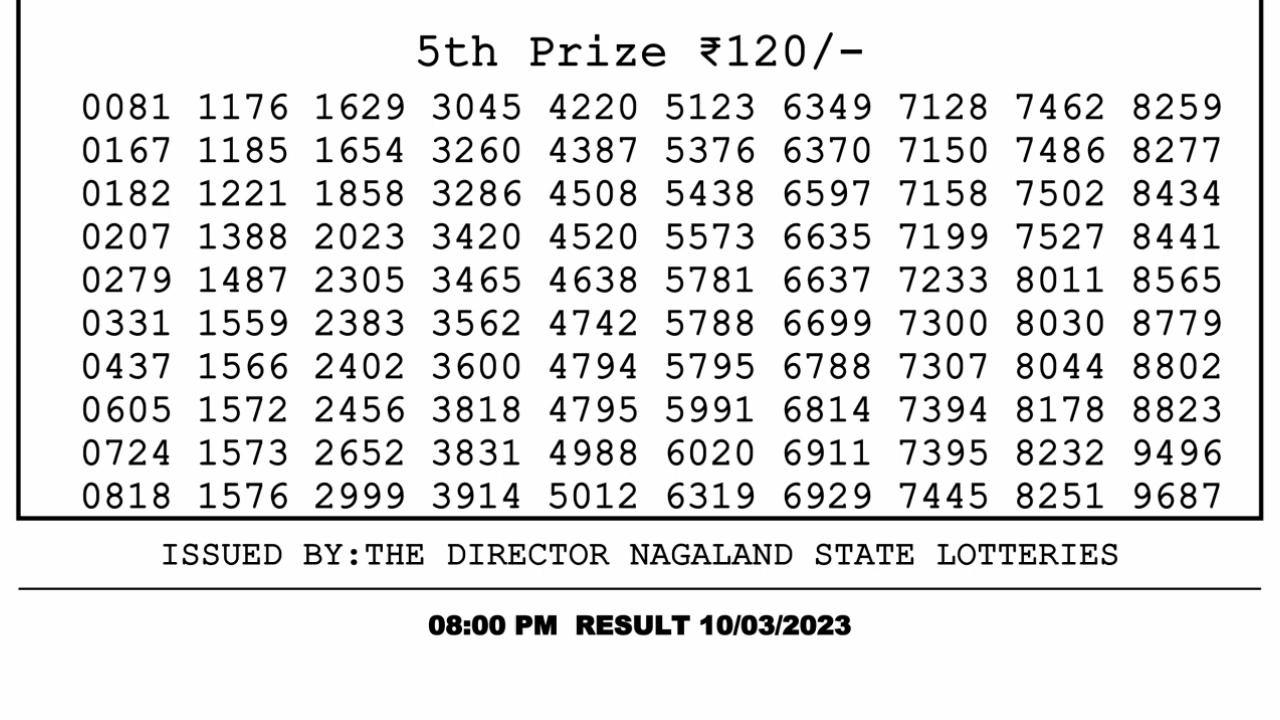 5th Prize ₹120/-
0081 1176 1629 3045 4220 5123 6349 7128 7462 8259
0167 1185 1654 3260 4387 5376 6370 7150 7486 8277
0182 1221 1858 3286 4508 5438 6597 7158 7502 8434
0207 1388 2023 3420 4520 5573 6635 7199 7527 8441
0279 1487 2305 3465 4638 5781 6637 7233 8011 8565
0331 1559 2383 3562 4742 5788 6699 7300 8030 8779
0437 1566 2402 3600 4794 5795 6788 7307 8044 8802
0605 1572 2456 3818 4795 5991 6814 7394 8178 8823
0724 1573 2652 3831 4988 6020 6911 7395 8232 9496
0818 1576 2999 3914 5012 6319 6929 7445 8251 9687
ISSUED BY:THE DIRECTOR NAGALAND STATE LOTTERIES
08:00 PM RESULT 10/03/2023